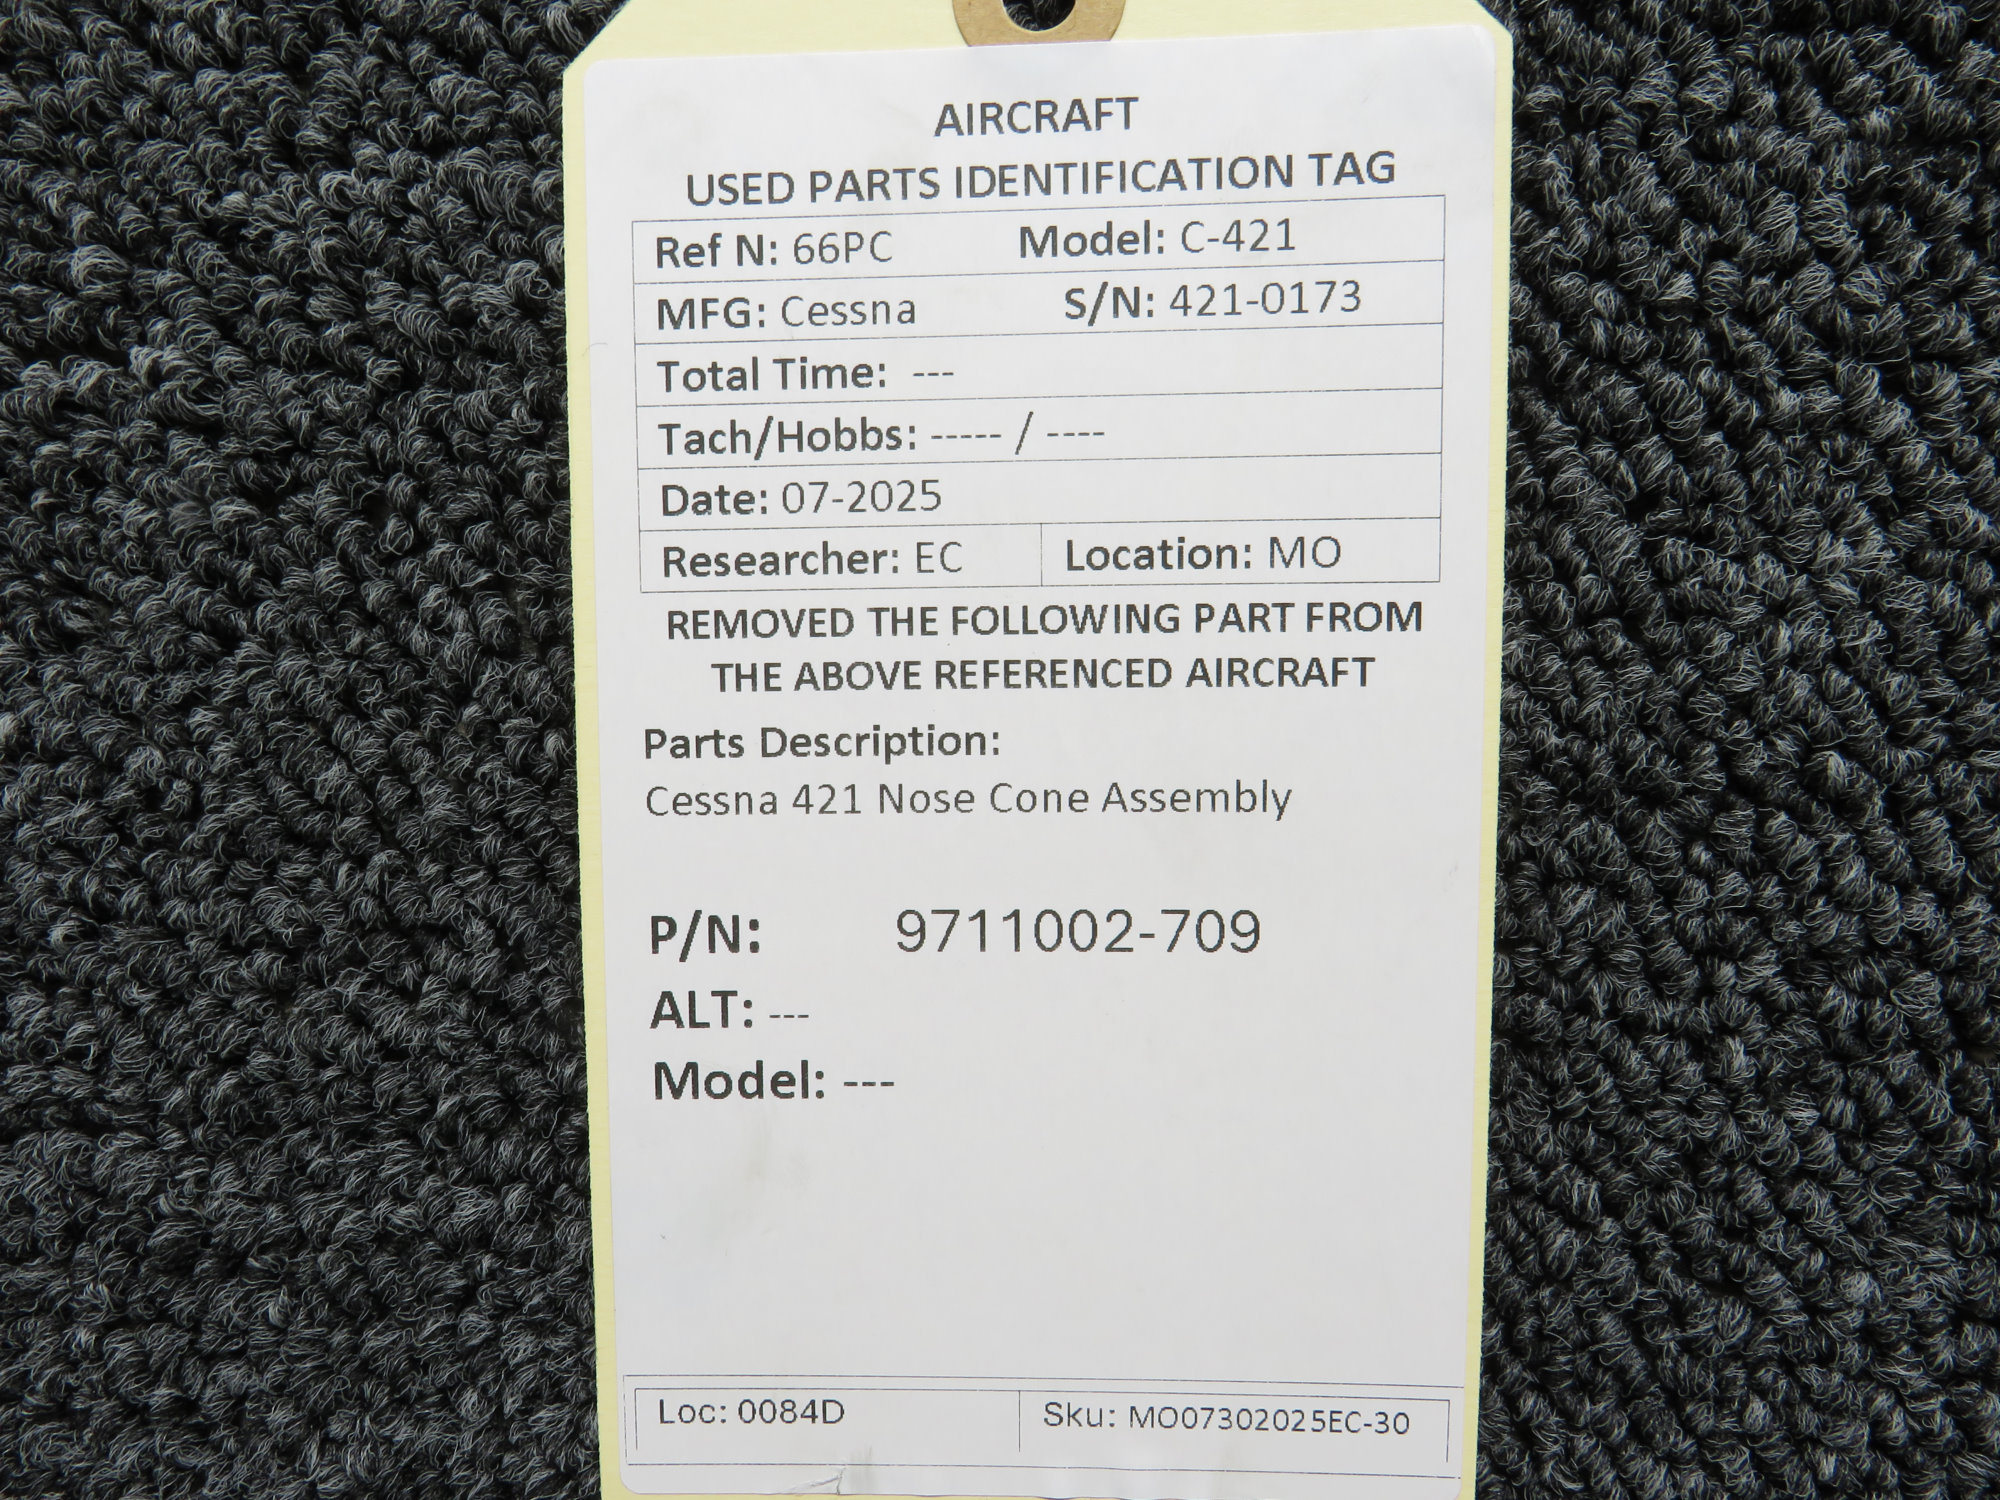 AIRCRAFT
USED PARTS IDENTIFICATION TAG
Ref N: 66PC Model: C-421
MFG: Cessna S/N: 421-0173
Total Time: ---
Tach/Hobbs: ----- / ----
Date: 07-2025
Researcher: EC Location: MO
REMOVED THE FOLLOWING PART FROM
THE ABOVE REFERENCED AIRCRAFT
Parts Description:
Cessna 421 Nose Cone Assembly
P/N: 9711002-709
ALT: ---
Model: ---
Loc: 0084D Sku: MO07302025EC-30